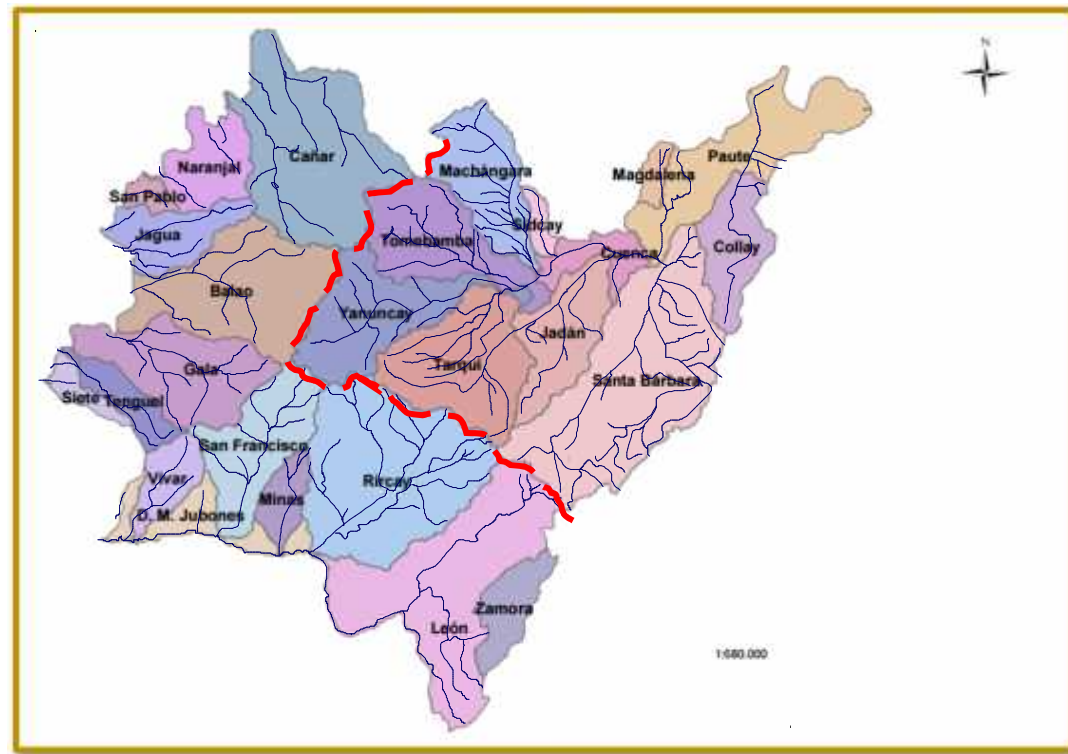 N
Cañar
Naranjal
Machángara
Paute
Magdalena
San Pablo
Sidcay
Jagua
Tomebamba
Collay
Cuenca
Balao
Yanuncay
Jadán
Tarqui
Gala
Santa Bárbara
Siete
Tenguel
San Francisco
Vivar
Rircay
Minas
D. M. Jubones
Zamora
León
1:680.000